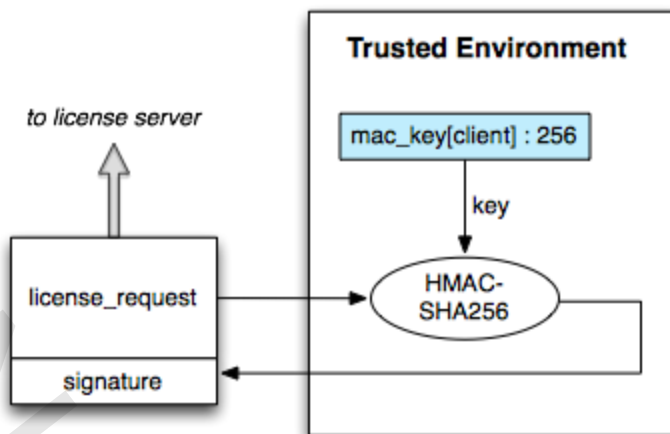 Trusted Environment
to license server
mac_key[client] : 256
key
license_request
HMAC-
SHA256
signature